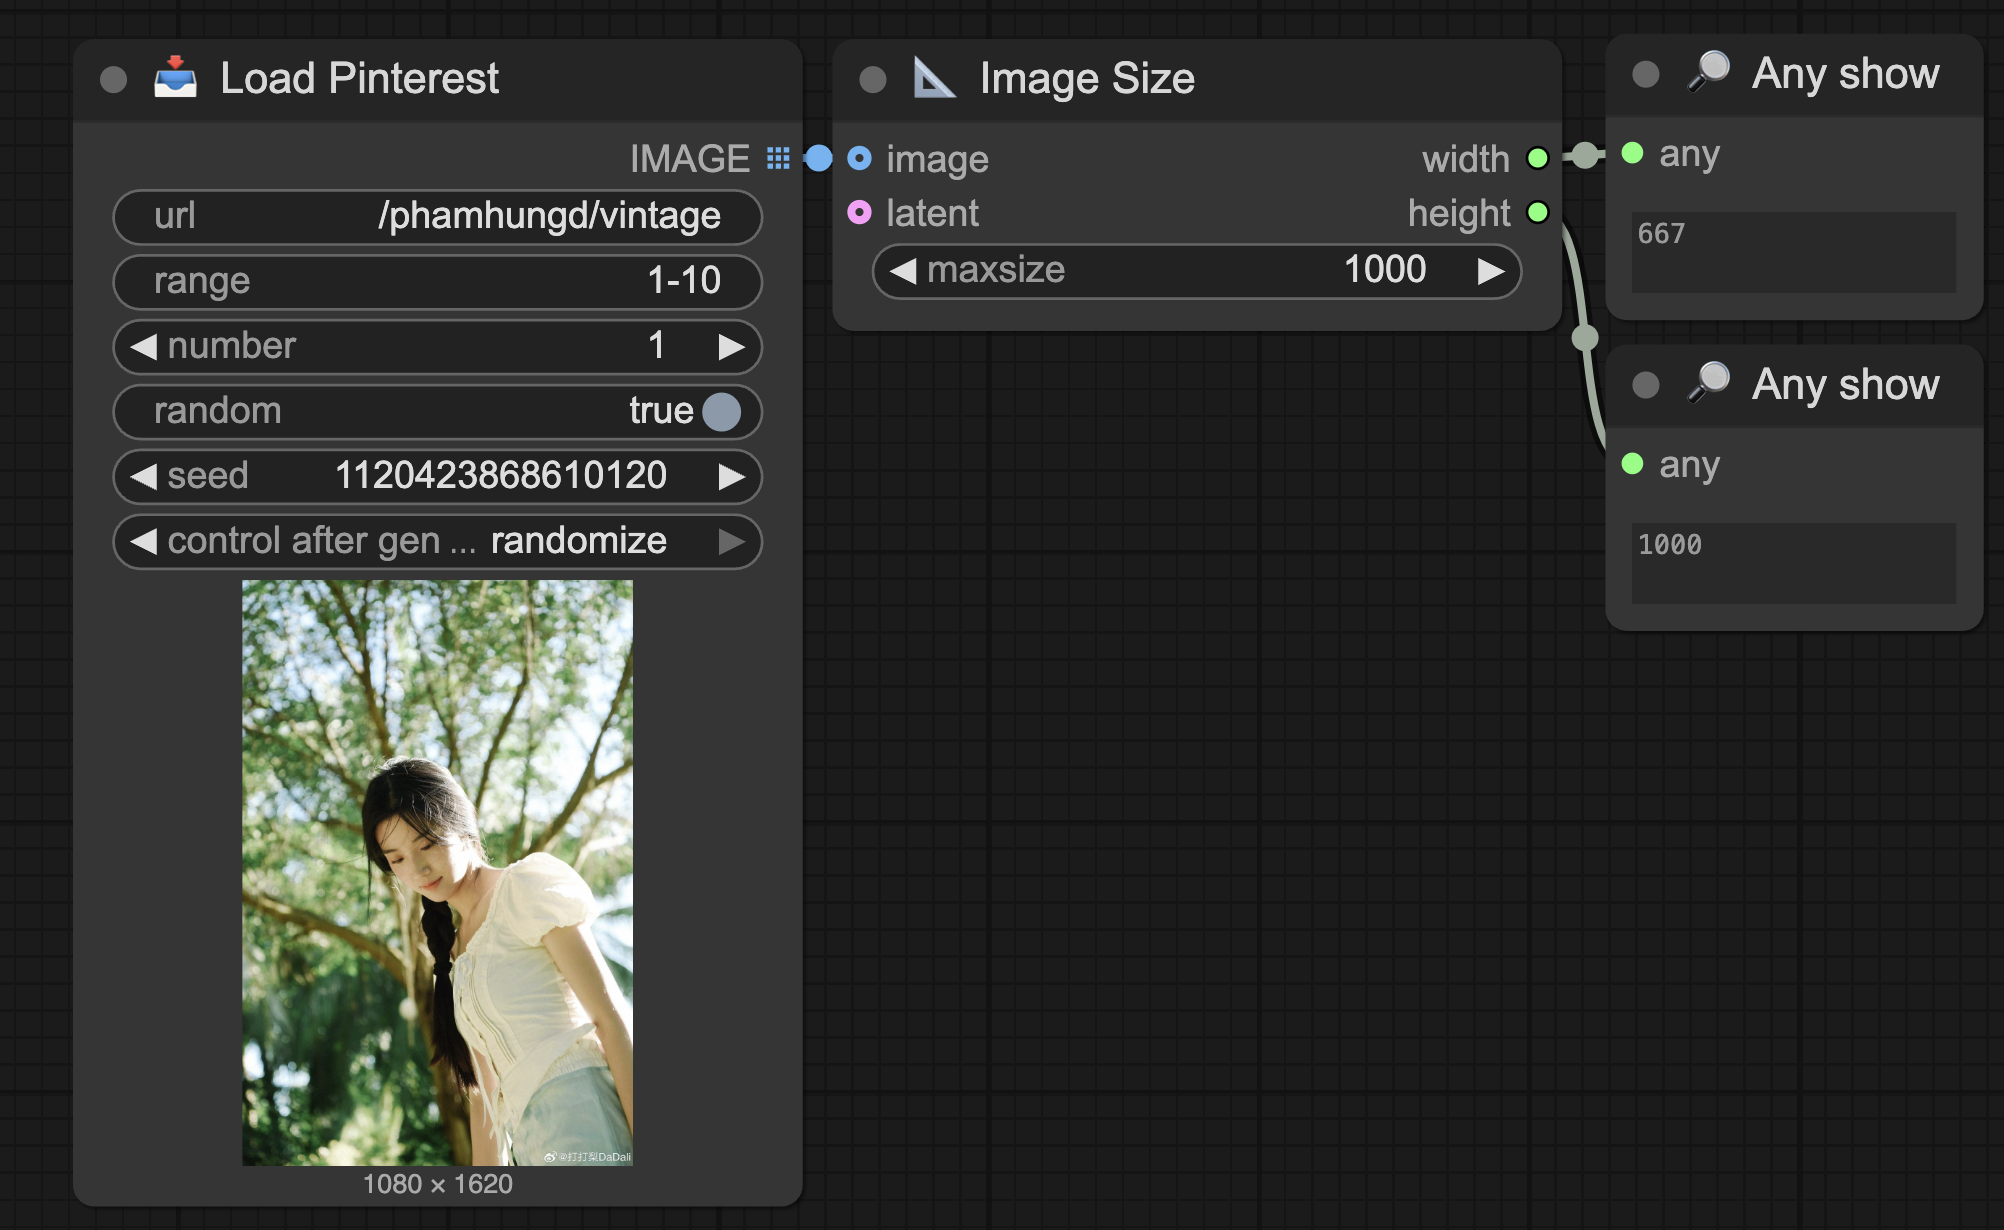 Load Pinterest
IMAGE
url /phamhungd/vintage
range 1-10
number 1
random true
seed 1120423868610120
control after gen ... randomize
@打打梨DaDali
1080 × 1620
Image Size
image width
latent height
maxsize 1000
Any show
any
667
Any show
any
1000